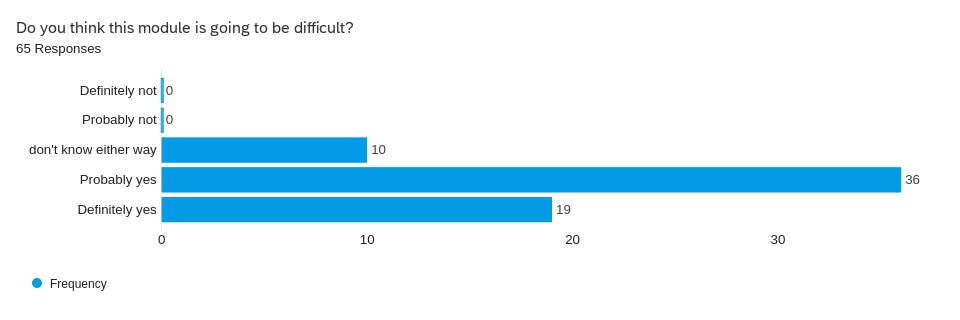 Do you think this module is going to be difficult?
65 Responses
Definitely not 0
Probably not 0
don't know either way 10
Probably yes 36
Definitely yes 19
0 10 20 30
Frequency